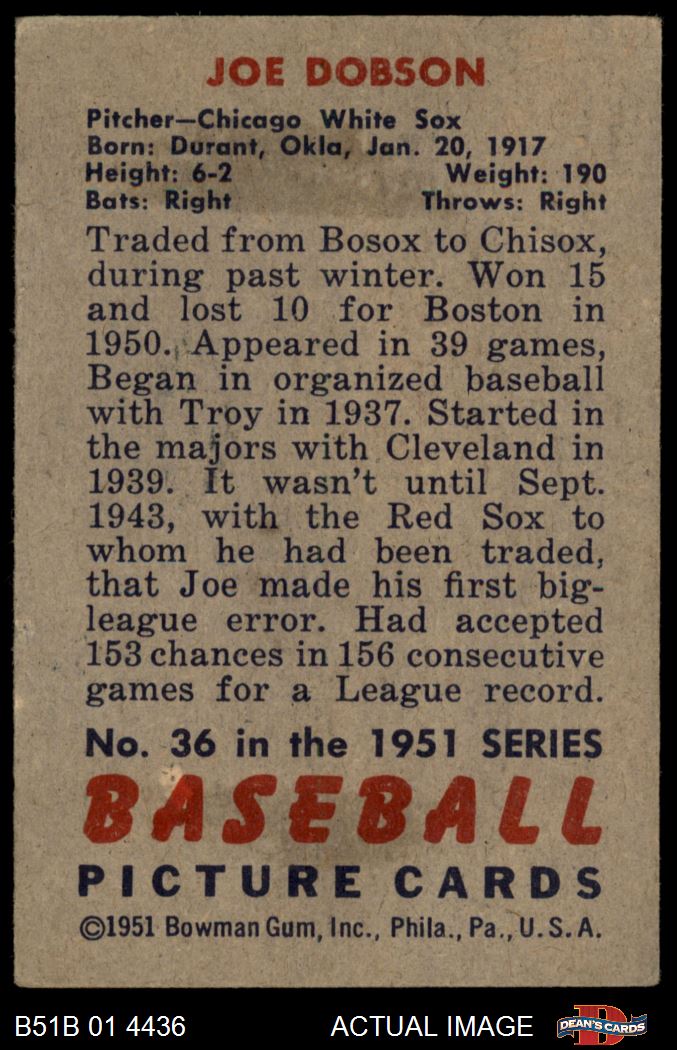 JOE DOBSON
Pitcher—Chicago White Sox
Born: Durant, Okla, Jan. 20, 1917
Height: 6-2 Weight: 190
Bats: Right Throws: Right
Traded from Bosox to Chisox,
during past winter. Won 15
and lost 10 for Boston in
1950. Appeared in 39 games,
Began in organized baseball
with Troy in 1937. Started in
the majors with Cleveland in
1939. It wasn't until Sept.
1943, with the Red Sox to
whom he had been traded,
that Joe made his first big-
league error. Had accepted
153 chances in 156 consecutive
games for a League record.
No. 36 in the 1951 SERIES
BASEBALL
PICTURE CARDS
©1951 Bowman Gum, Inc., Phila., Pa., U.S.A.
B51B 01 4436 ACTUAL IMAGE D DEAN'S CARDS